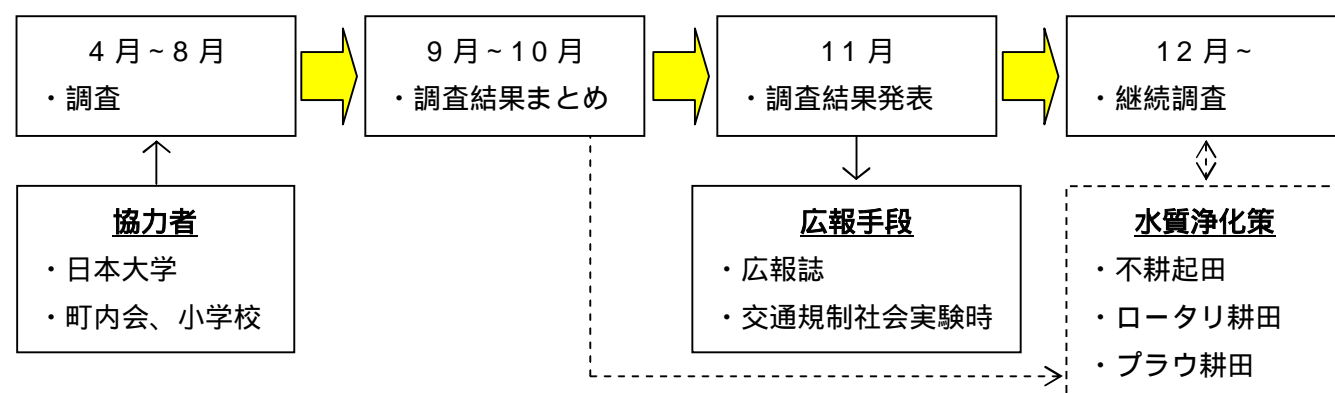 4月~8月
・調査
9月~10月
・調査結果まとめ
11月
・調査結果発表
12月~
・継続調査
協力者
・日本大学
・町内会、小学校
広報手段
・広報誌
・交通規制社会実験時
水質浄化策
・不耕起田
・ロータリ耕田
・プラウ耕田